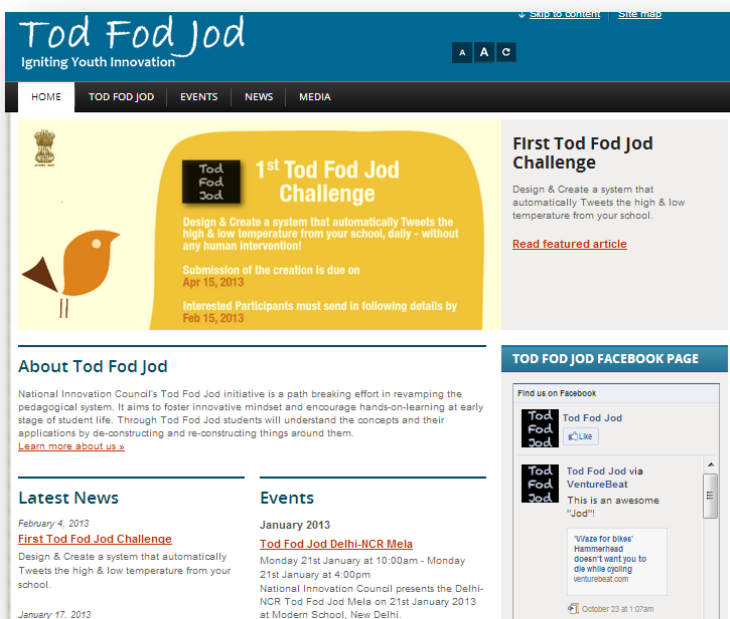 Skip to content
Site map
Tod Fod Jod
Igniting Youth Innovation
A A C
HOME
TOD FOD JOD
EVENTS
NEWS
MEDIA
Tod
Fod
Jod
1st Tod Fod Jod
Challenge
Design & Create a system that automatically Tweets the
high & low temperature from your school, daily - without
any human intervention!
Submission of the creation is due on
Apr 15, 2013
Interested Participants must send in following details by
Feb 15, 2013
First Tod Fod Jod
Challenge
Design & Create a system that
automatically Tweets the high & low
temperature from your school.
Read featured article
About Tod Fod Jod
National Innovation Council's Tod Fod Jod initiative is a path breaking effort in revamping the
pedagogical system. It aims to foster innovative mindset and encourage hands-on-learning at early
stage of student life. Through Tod Fod Jod students will understand the concepts and their
applications by de-constructing and re-constructing things around them.
Learn more about us »
Latest News
February 4, 2013
First Tod Fod Jod Challenge
Design & Create a system that automatically
Tweets the high & low temperature from your
school.
January 17, 2013
Events
January 2013
Tod Fod Jod Delhi-NCR Mela
Monday 21st January at 10:00am - Monday
21st January at 4:00pm
National Innovation Council presents the Delhi-
NCR Tod Fod Jod Mela on 21st January 2013
at Modern School, New Delhi.
TOD FOD JOD FACEBOOK PAGE
Find us on Facebook
Tod
Fod
Jod
Tod Fod Jod
Like
Tod
Fod
Jod
Tod Fod Jod via
VentureBeat
This is an awesome
"Jod"!
'Waze for bikes'
Hammerhead
doesn't want you to
die while cycling
venturebeat.com
October 23 at 1:07am